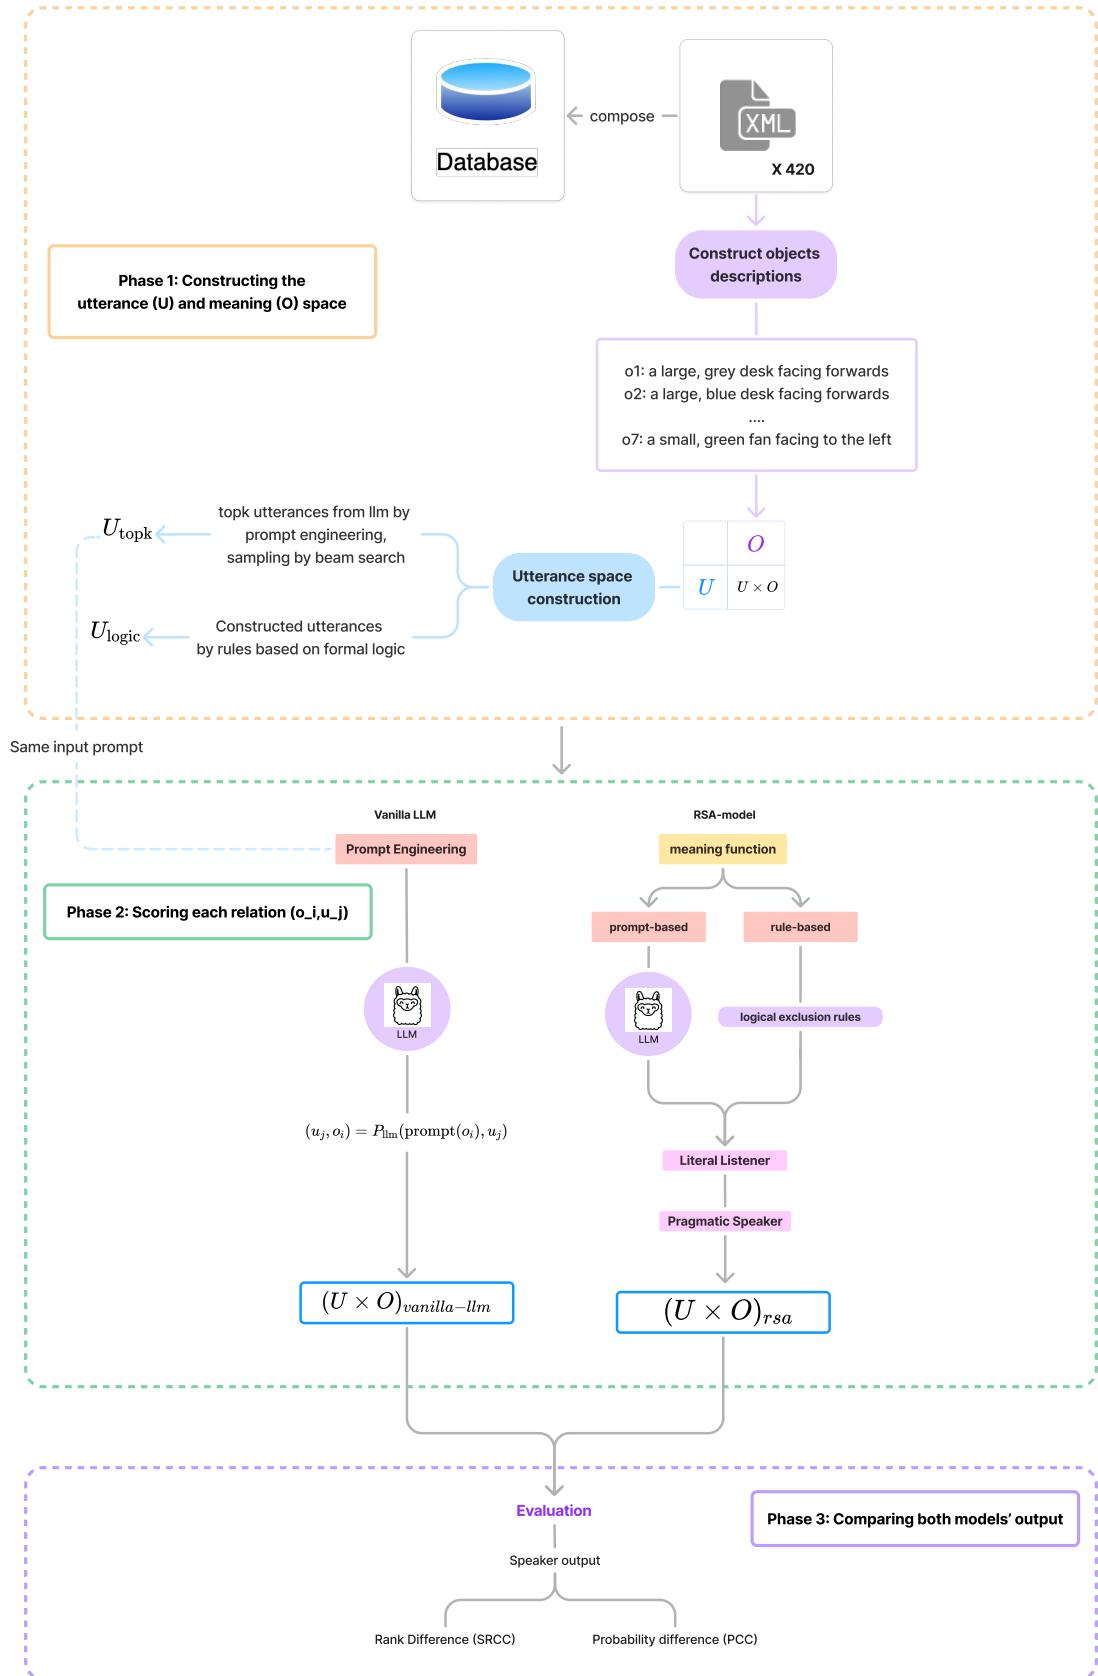 Database
compose
XML
X 420
Construct objects
descriptions
Phase 1: Constructing the
utterance (U) and meaning (O) space
o1: a large, grey desk facing forwards
o2: a large, blue desk facing forwards
....
o7: a small, green fan facing to the left
U_topk
topk utterances from llm by
prompt engineering,
sampling by beam search
O
Utterance space
construction
U
U × O
U_logic
Constructed utterances
by rules based on formal logic
Same input prompt
Vanilla LLM
RSA-model
Prompt Engineering
meaning function
Phase 2: Scoring each relation (o_i,u_j)
prompt-based
rule-based
LLM
LLM
logical exclusion rules
(u_j, o_i) = P_llm(prompt(o_i), u_j)
Literal Listener
Pragmatic Speaker
(U × O)_vanilla−llm
(U × O)_rsa
Evaluation
Phase 3: Comparing both models’ output
Speaker output
Rank Difference (SRCC)
Probability difference (PCC)